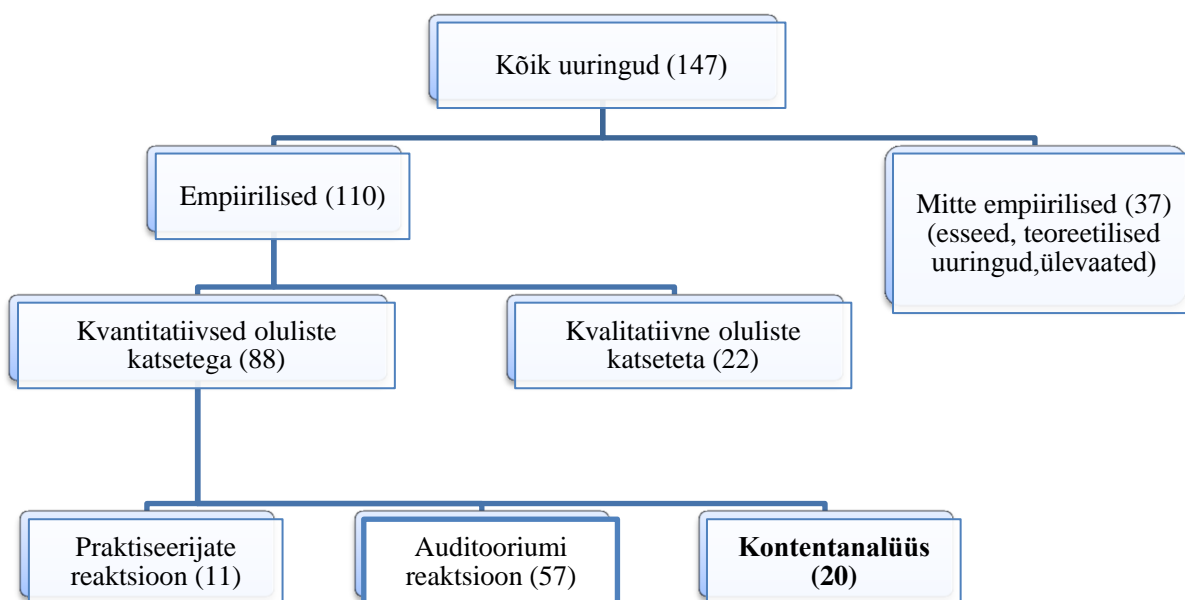 Kõik uuringud (147)
Empiirilised (110)
Mitte empiirilised (37)
(esseed, teoreetilised
uuringud,ülevaated)
Kvantitatiivsed oluliste
katsetega (88)
Kvalitatiivne oluliste
katseteta (22)
Praktiseerijate
reaktsioon (11)
Auditooriumi
reaktsioon (57)
Kontentanalüüs
(20)